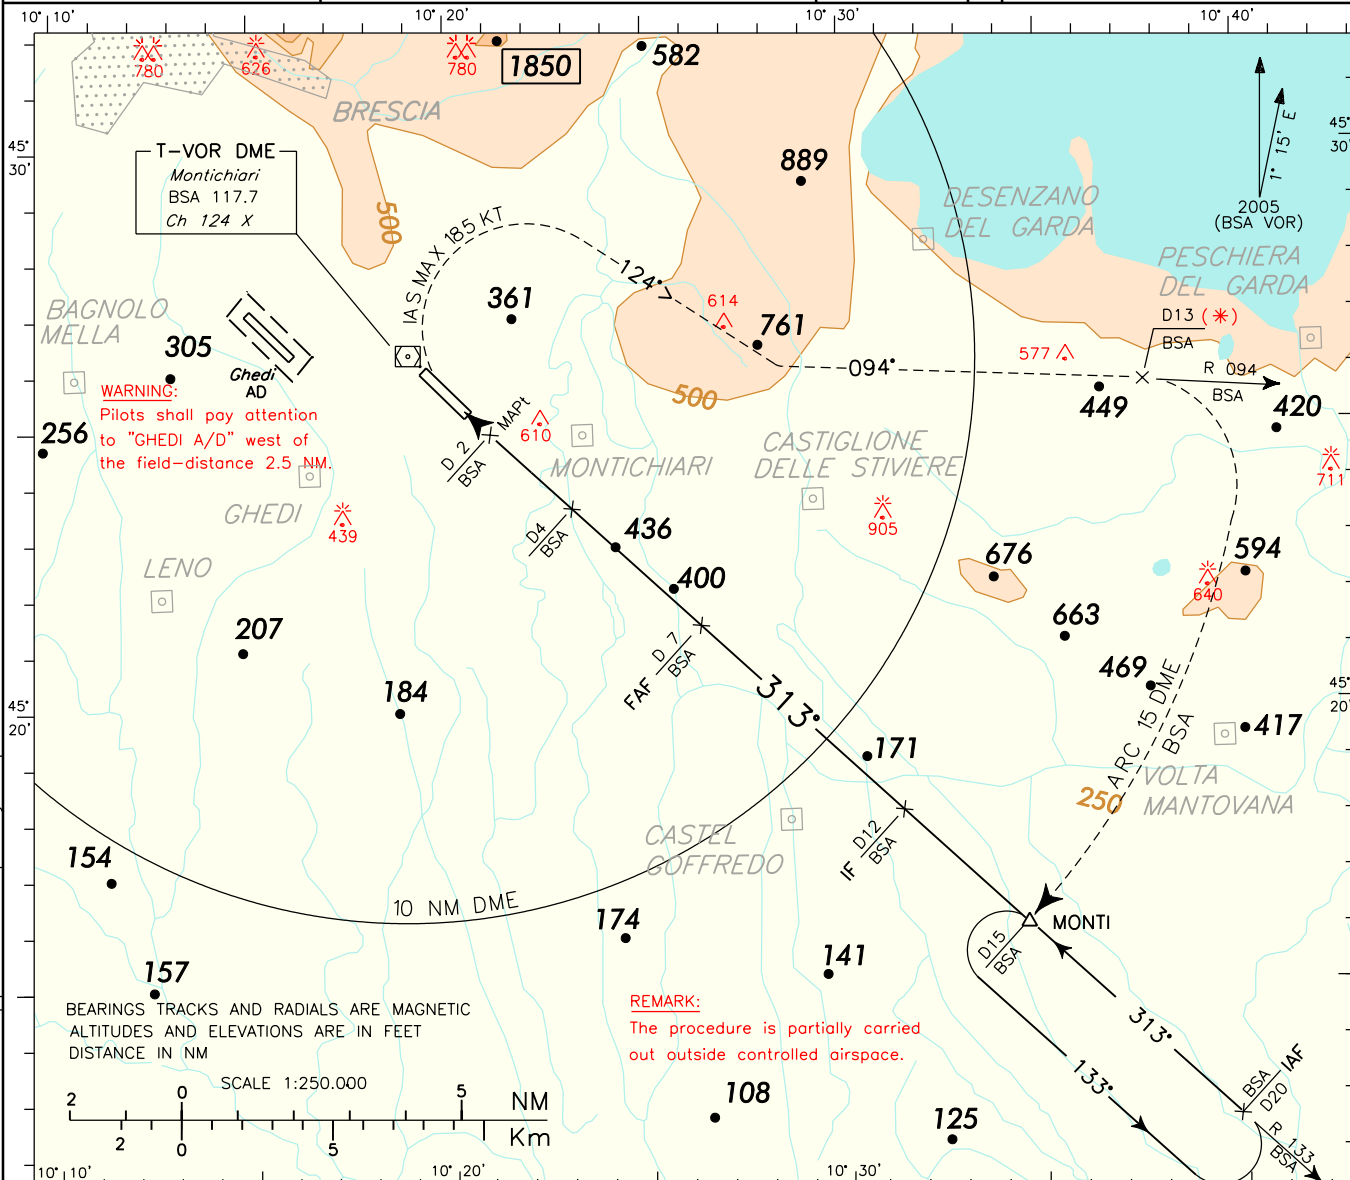 10° 10'
10° 20'
10° 30'
10° 40'
780
626
780
1850
582
BRESCIA
45°
30'
T-VOR DME
Montichiari
BSA 117.7
Ch 124 X
889
500
DESENZANO
DEL GARDA
1° 15' E
45°
30'
2005
(BSA VOR)
PESCHIERA
DEL GARDA
IAS MAX 185 KT
124°
BAGNOLO
MELLA
305
361
614
761
D13 (*)
BSA
577
094°
R 094
BSA
Ghedi
AD
WARNING:
Pilots shall pay attention
to "GHEDI A/D" west of
the field-distance 2.5 NM.
500
449
420
256
MAPt
D 2
BSA
610
MONTICHIARI
CASTIGLIONE
DELLE STIVIERE
711
GHEDI
439
D4
BSA
436
905
LENO
400
676
594
640
207
663
D 7
BSA
FAF
469
184
313°
45°
20'
45°
20'
171
417
ARC 15 DME
BSA
VOLTA
MANTOVANA
250
CASTEL
GOFFREDO
IF
D12
BSA
154
10 NM DME
174
MONTI
D15
BSA
141
157
BEARINGS TRACKS AND RADIALS ARE MAGNETIC
ALTITUDES AND ELEVATIONS ARE IN FEET
DISTANCE IN NM
REMARK:
The procedure is partially carried
out outside controlled airspace.
313°
133°
SCALE 1:250.000
2
0
5
NM
2
0
5
Km
108
125
BSA
D20
IAF
R 133
BSA
10° 10'
10° 20'
10° 30'